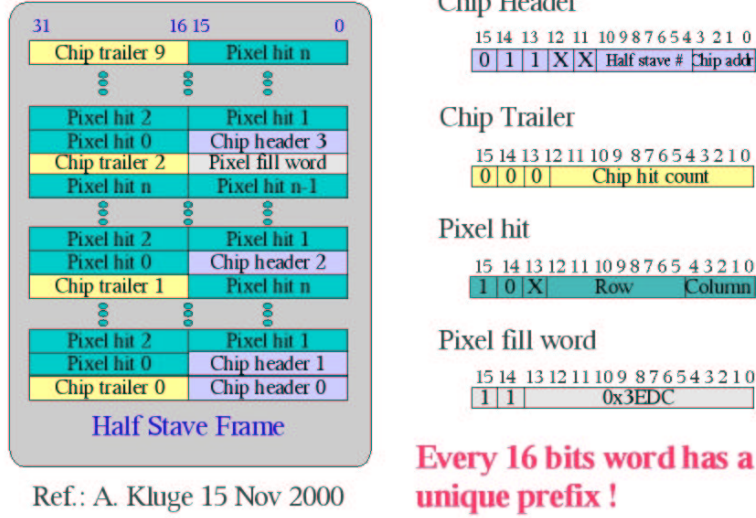 31 16 15 0
Chip trailer 9 Pixel hit n
Pixel hit 2 Pixel hit 1
Pixel hit 0 Chip header 3
Chip trailer 2 Pixel fill word
Pixel hit n Pixel hit n-1
Pixel hit 2 Pixel hit 1
Pixel hit 0 Chip header 2
Chip trailer 1 Pixel hit n
Pixel hit 2 Pixel hit 1
Pixel hit 0 Chip header 1
Chip trailer 0 Chip header 0
Half Stave Frame
Ref.: A. Kluge 15 Nov 2000
Chip Header
15 14 13 12 11 10 9 8 7 6 5 4 3 2 1 0
0 1 1 X X Half stave # Chip addr
Chip Trailer
15 14 13 12 11 10 9 8 7 6 5 4 3 2 1 0
0 0 0 Chip hit count
Pixel hit
15 14 13 12 11 10 9 8 7 6 5 4 3 2 1 0
1 0 X Row Column
Pixel fill word
15 14 13 12 11 10 9 8 7 6 5 4 3 2 1 0
1 1 0x3EDC
Every 16 bits word has a
unique prefix !